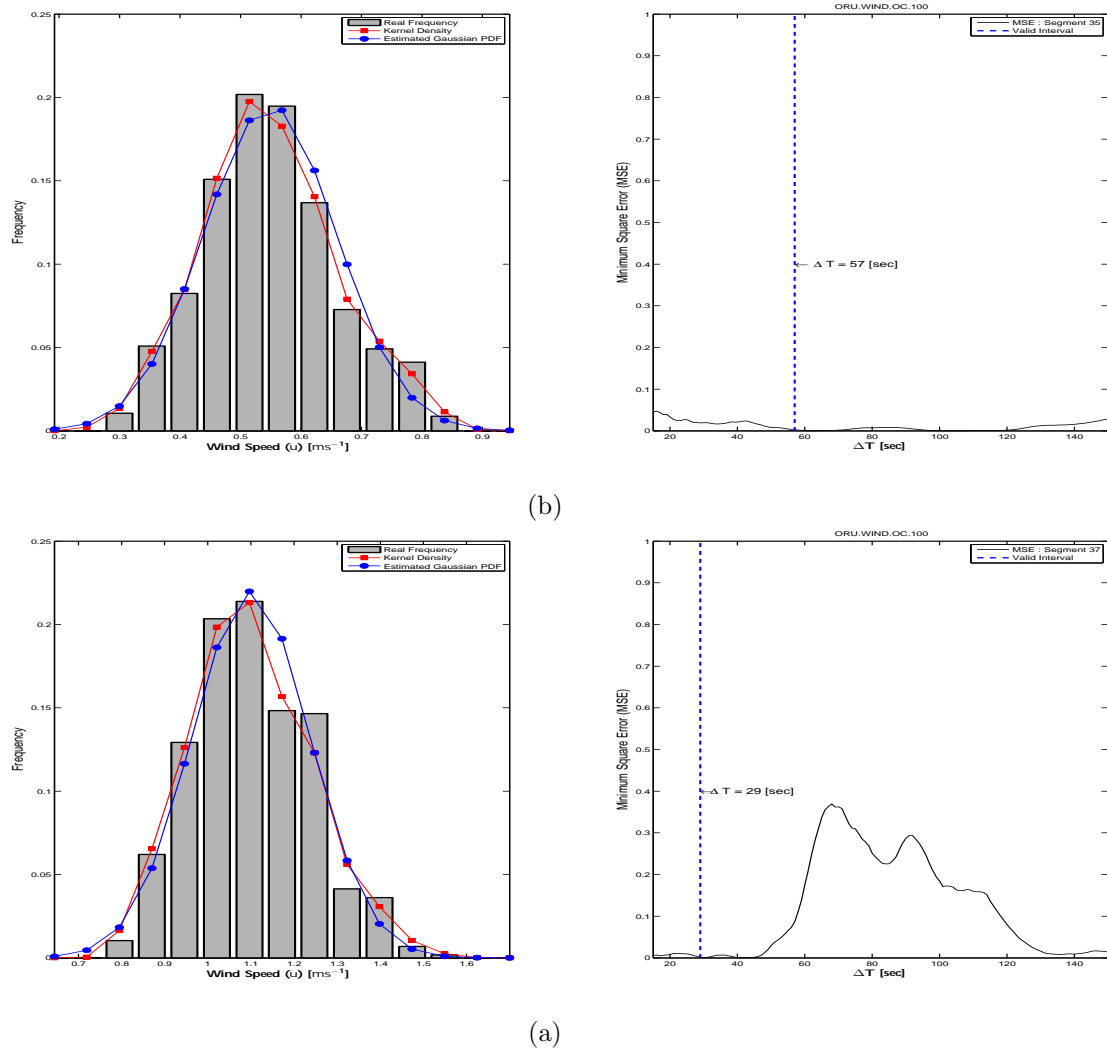 0.25
0.2
0.15
0.1
0.05
0
Frequency
Real Frequency
Kernel Density
Estimated Gaussian PDF
0.2 0.3 0.4 0.5 0.6 0.7 0.8 0.9
Wind Speed (u) [ms⁻¹]
ORU.WIND.OC.100
1
0.9
0.8
0.7
0.6
0.5
0.4
0.3
0.2
0.1
0
Minimum Square Error (MSE)
MSE : Segment 35
Valid Interval
← Δ T = 57 [sec]
20 40 60 80 100 120 140
ΔT [sec]
(b)
0.25
0.2
0.15
0.1
0.05
0
Frequency
Real Frequency
Kernel Density
Estimated Gaussian PDF
0.7 0.8 0.9 1 1.1 1.2 1.3 1.4 1.5 1.6
Wind Speed (u) [ms⁻¹]
ORU.WIND.OC.100
1
0.9
0.8
0.7
0.6
0.5
0.4
0.3
0.2
0.1
0
Minimum Square Error (MSE)
MSE : Segment 37
Valid Interval
←Δ T = 29 [sec]
20 40 60 80 100 120 140
ΔT [sec]
(a)